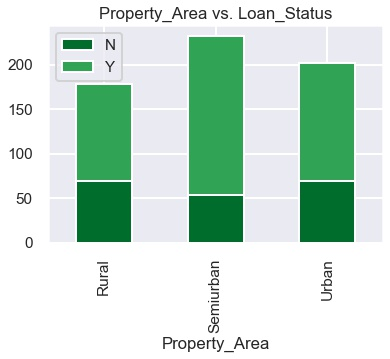 Property_Area vs. Loan_Status
N
Y
200
150
100
50
0
Rural
Semiurban
Urban
Property_Area